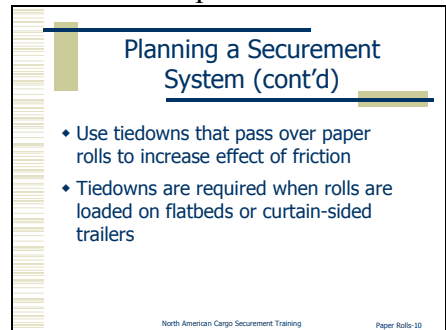 Planning a Securement
System (cont’d)
Use tiedowns that pass over paper
rolls to increase effect of friction
Tiedowns are required when rolls are
loaded on flatbeds or curtain-sided
trailers
North American Cargo Securement Training
Paper Rolls-10